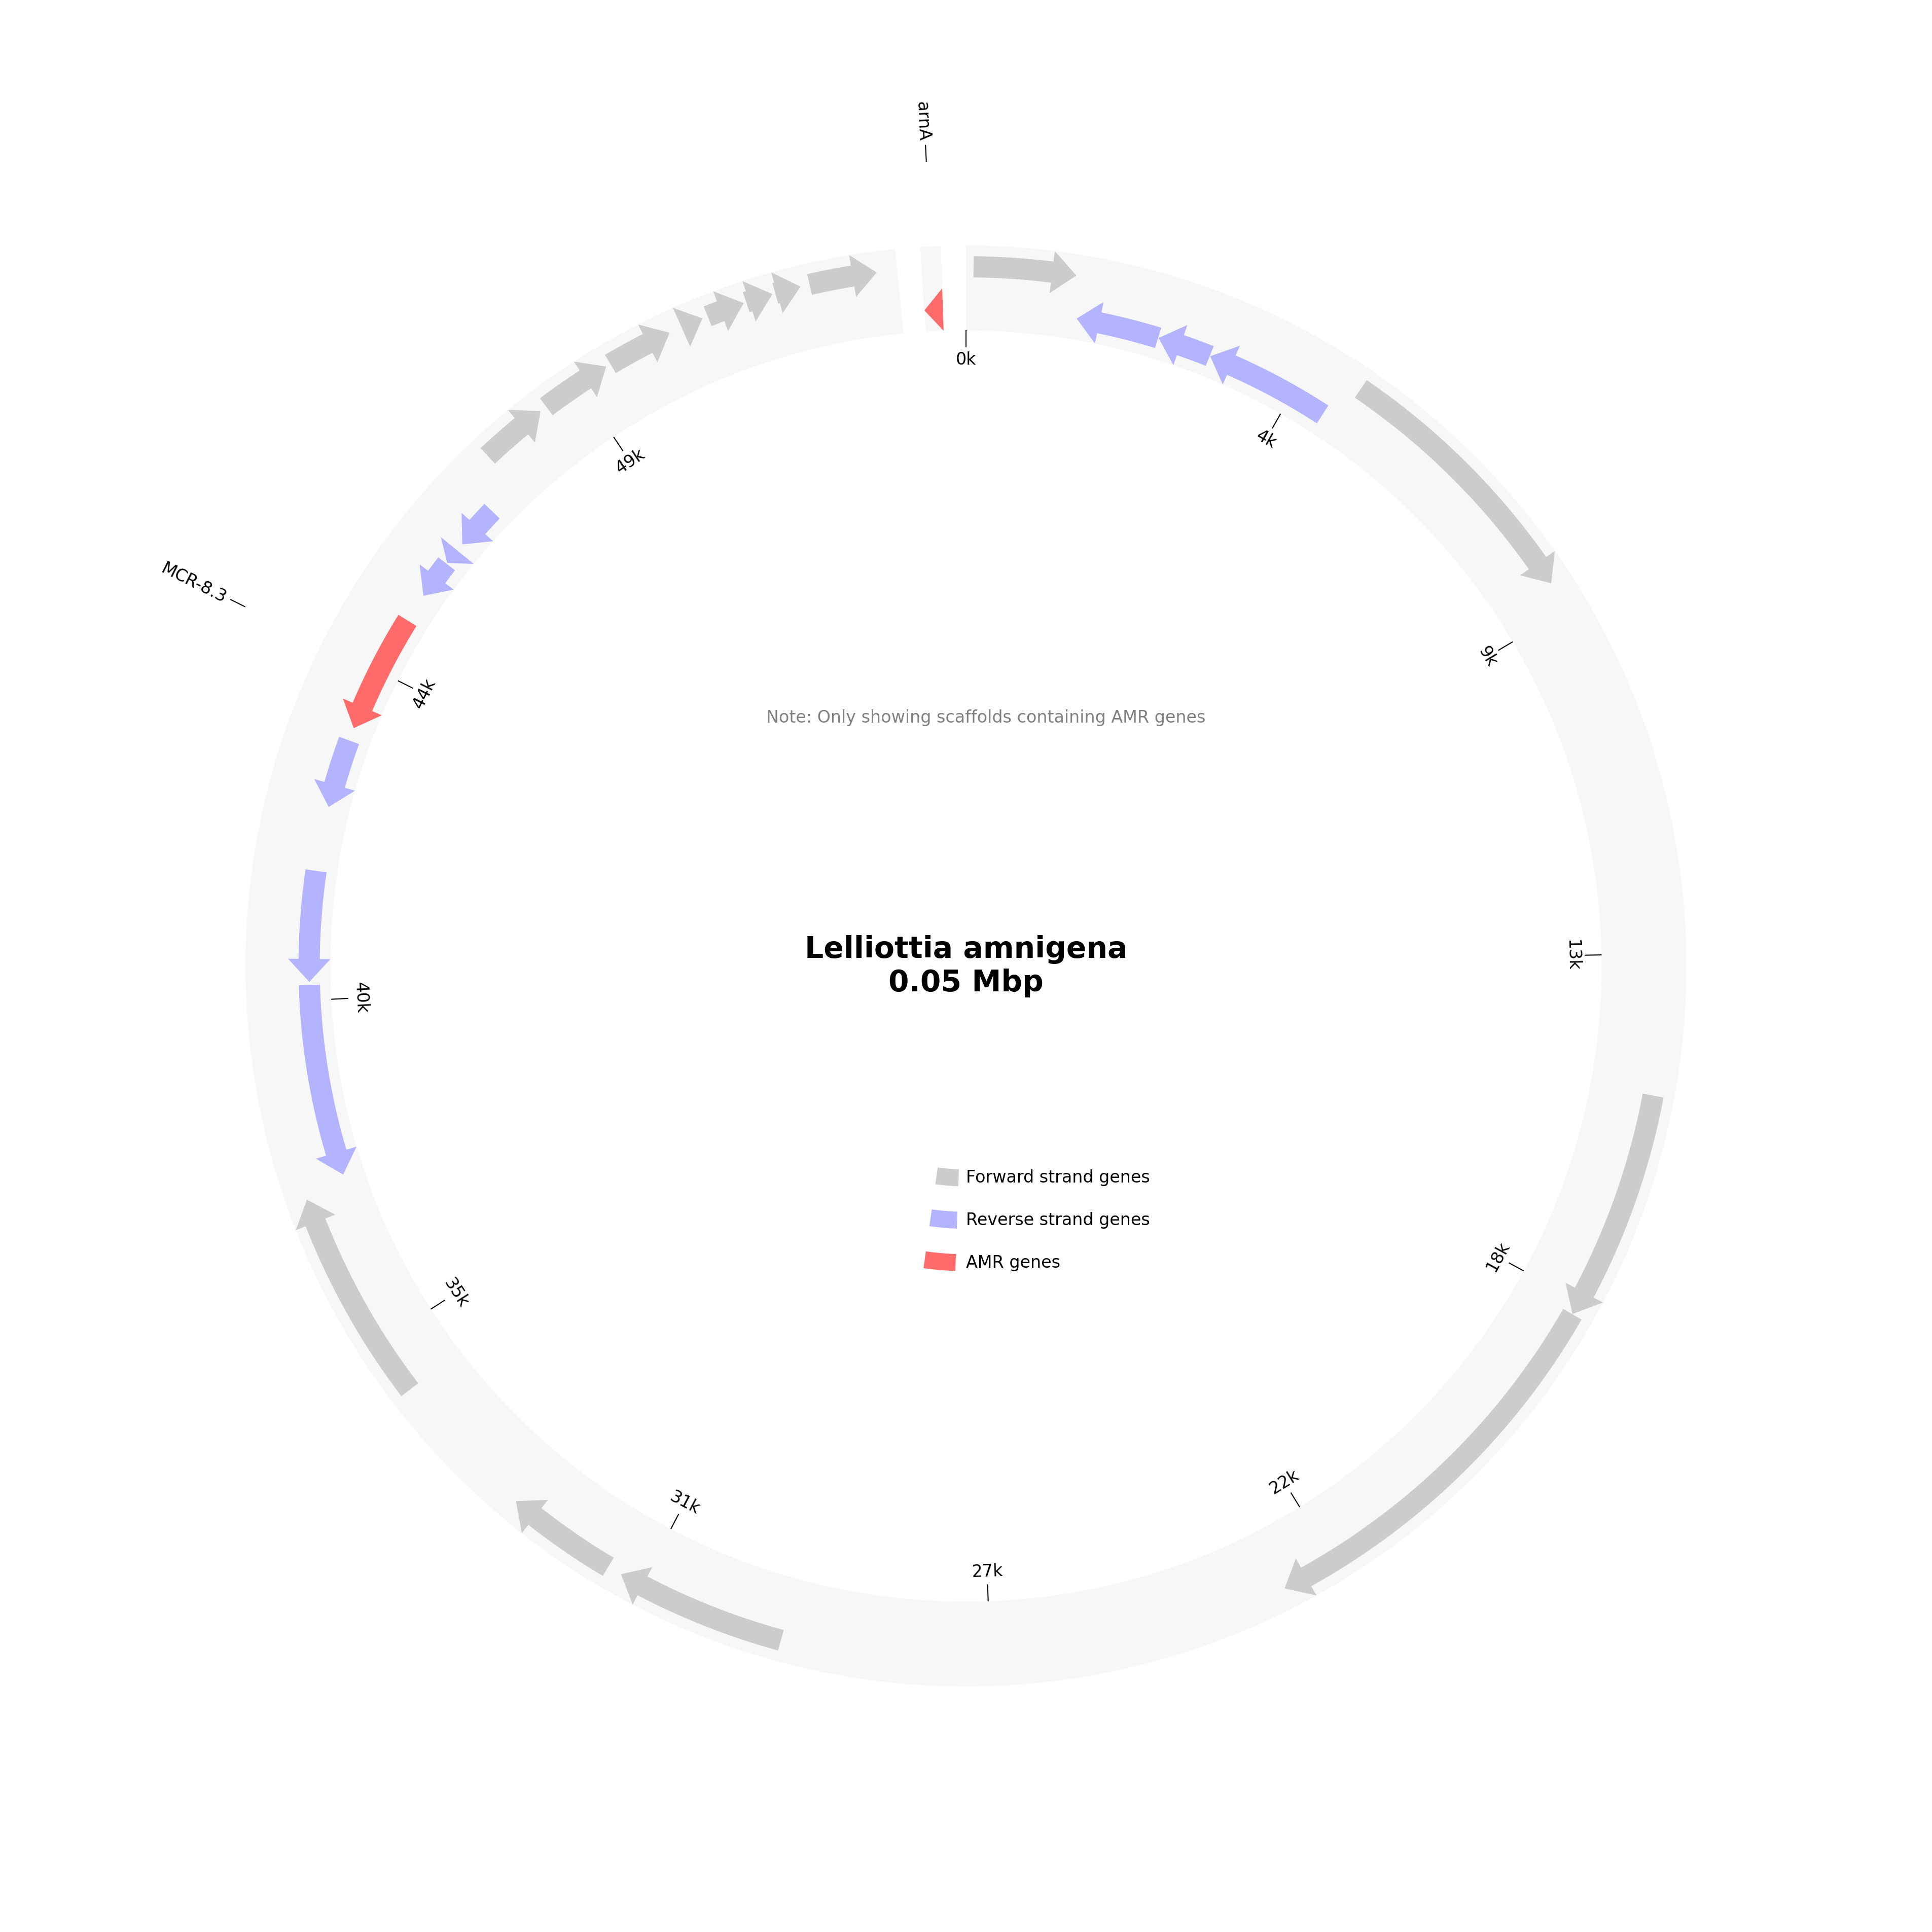 arnA
MCR-8.3
0k
4k
9k
13k
18k
22k
27k
31k
35k
40k
44k
49k
Note: Only showing scaffolds containing AMR genes
Lelliottia amnigena
0.05 Mbp
Forward strand genes
Reverse strand genes
AMR genes